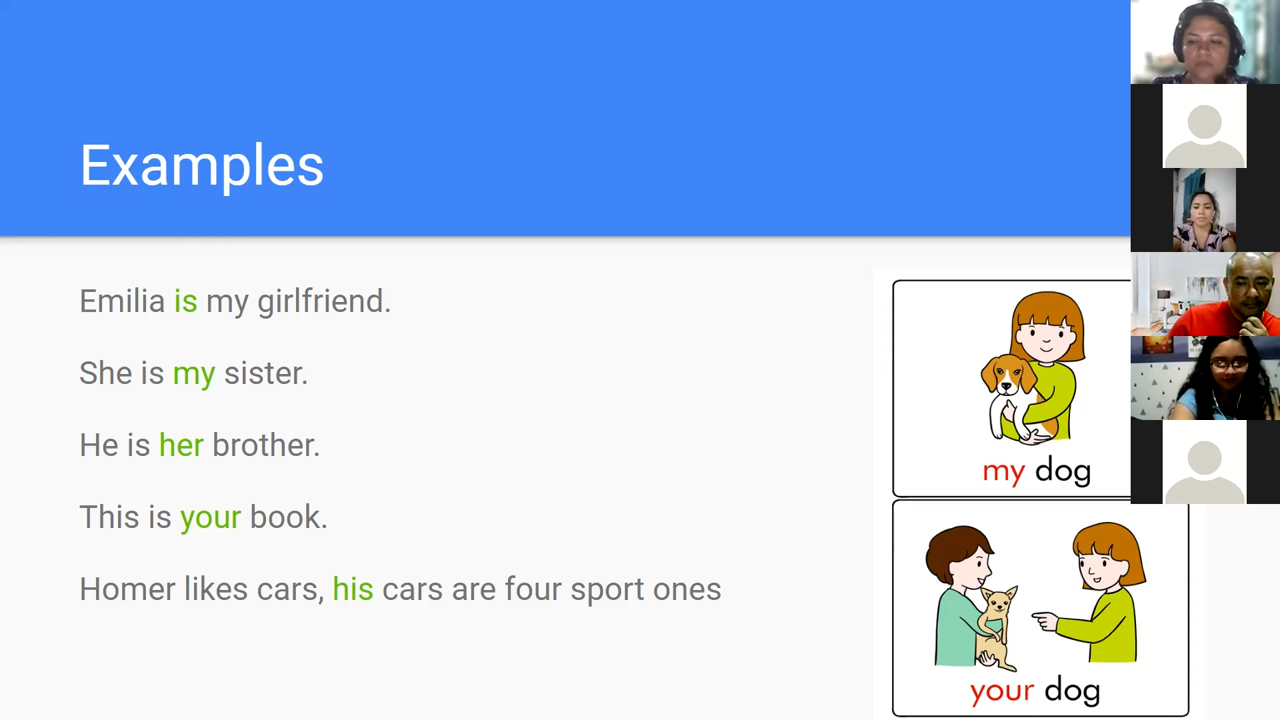 Examples
Emilia is my girlfriend.
She is my sister.
He is her brother.
This is your book.
Homer likes cars, his cars are four sport ones
my dog
your dog